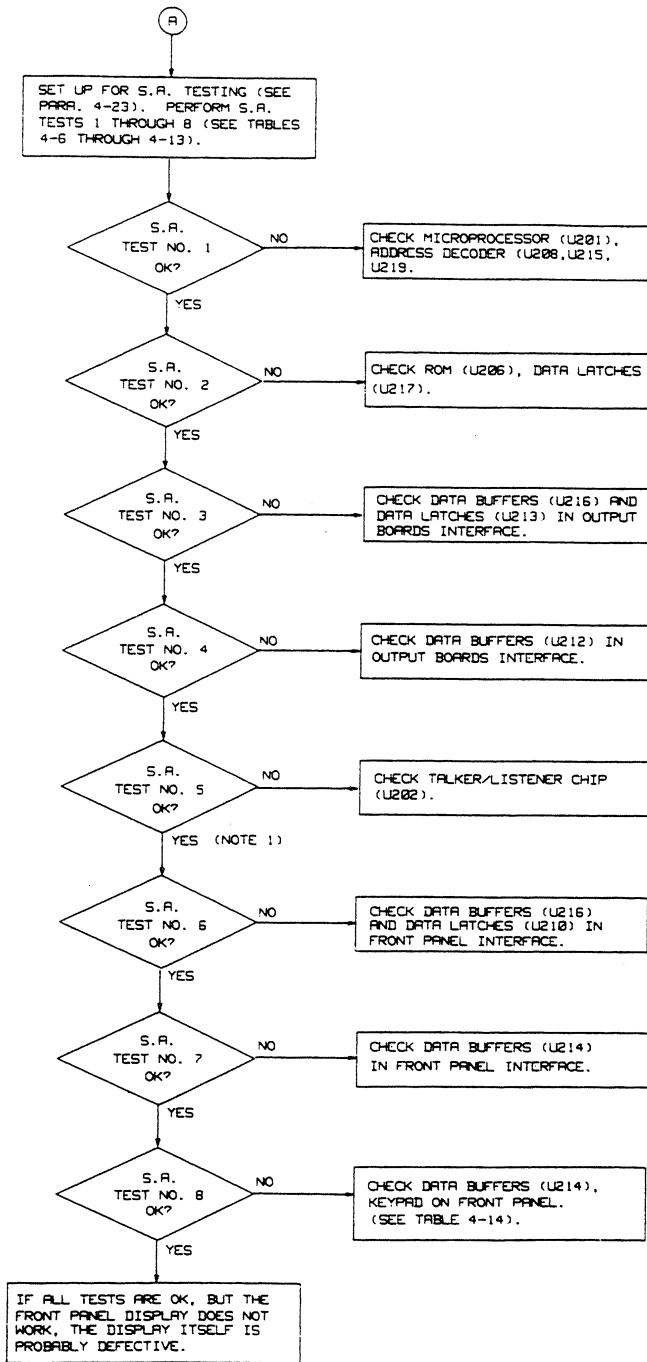 A
SET UP FOR S.A. TESTING (SEE
PARA. 4-23). PERFORM S.A.
TESTS 1 THROUGH 8 (SEE TABLES
4-6 THROUGH 4-13).
S.A.
TEST NO. 1
OK?
NO
CHECK MICROPROCESSOR (U201),
ADDRESS DECODER (U208,U215,
U219.
YES
S.A.
TEST NO. 2
OK?
NO
CHECK ROM (U206), DATA LATCHES
(U217).
YES
S.A.
TEST NO. 3
OK?
NO
CHECK DATA BUFFERS (U216) AND
DATA LATCHES (U213) IN OUTPUT
BOARDS INTERFACE.
YES
S.A.
TEST NO. 4
OK?
NO
CHECK DATA BUFFERS (U212) IN
OUTPUT BOARDS INTERFACE.
YES
S.A.
TEST NO. 5
OK?
NO
CHECK TALKER/LISTENER CHIP
(U202).
YES (NOTE 1)
S.A.
TEST NO. 6
OK?
NO
CHECK DATA BUFFERS (U216)
AND DATA LATCHES (U210) IN
FRONT PANEL INTERFACE.
YES
S.A.
TEST NO. 7
OK?
NO
CHECK DATA BUFFERS (U214)
IN FRONT PANEL INTERFACE.
YES
S.A.
TEST NO. 8
OK?
NO
CHECK DATA BUFFERS (U214),
KEYPAD ON FRONT PANEL.
(SEE TABLE 4-14).
YES
IF ALL TESTS ARE OK, BUT THE
FRONT PANEL DISPLAY DOES NOT
WORK, THE DISPLAY ITSELF IS
PROBABLY DEFECTIVE.